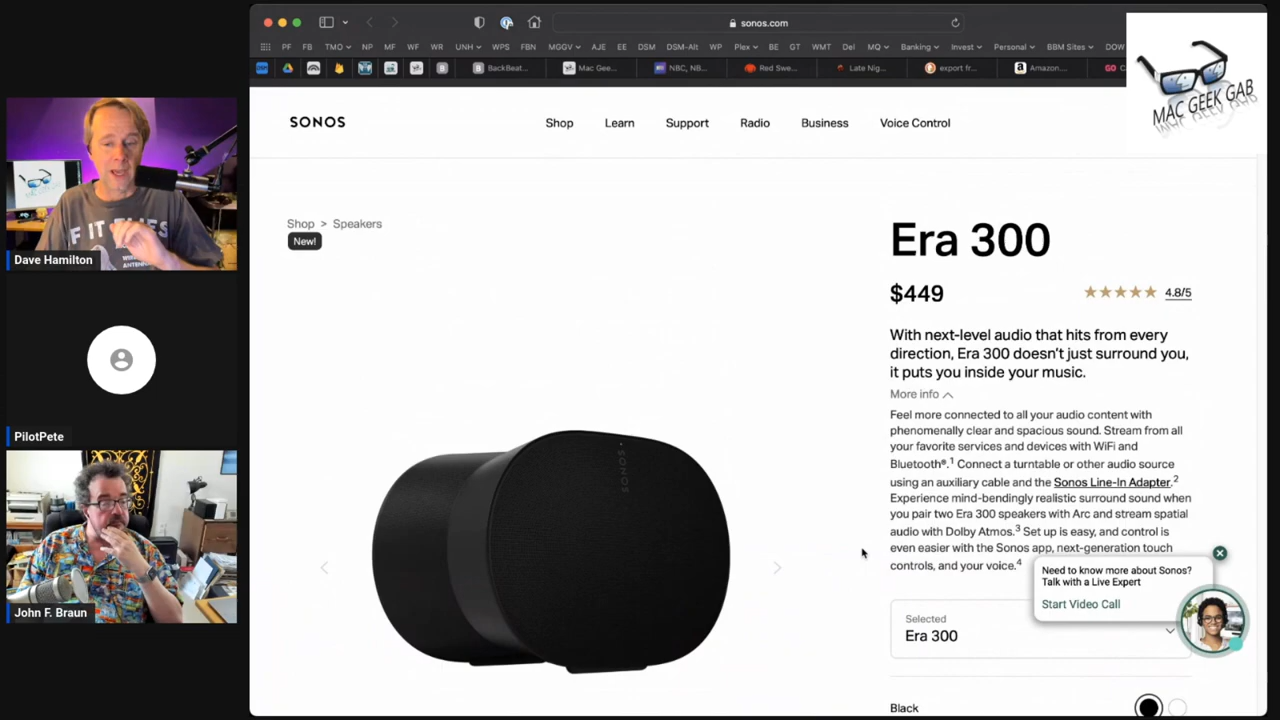 sonos.com
PF FB TMO NP MF WF WR UNH WPS FBN MGGV AJE EE DSM DSM-Alt WP Plex BE GT WMT Del MQ Banking Invest Personal BBM Sites DOW
BackBeat... Mac Gee... NBC, NB... Red Swe... Late Nig... export fr... Amazon... GO
MAC GEEK GAB
SONOS
Shop Learn Support Radio Business Voice Control
Shop > Speakers
New!
Era 300
$449
4.8/5
With next-level audio that hits from every
direction, Era 300 doesn't just surround you,
it puts you inside your music.
More info
Feel more connected to all your audio content with
phenomenally clear and spacious sound. Stream from all
your favorite services and devices with WiFi and
Bluetooth®.1 Connect a turntable or other audio source
using an auxiliary cable and the Sonos Line-In Adapter.2
Experience mind-bendingly realistic surround sound when
you pair two Era 300 speakers with Arc and stream spatial
audio with Dolby Atmos.3 Set up is easy, and control is
even easier with the Sonos app, next-generation touch
controls, and your voice.4
Need to know more about Sonos?
Talk with a Live Expert
Start Video Call
Selected
Era 300
Black
SONOS
IF IT FLIES
Dave Hamilton
PilotPete
John F. Braun